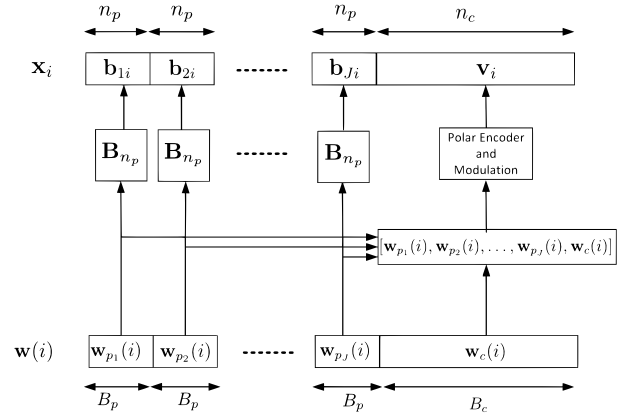 n_p n_p n_p n_c
x_i b_{1i} b_{2i} ........ b_{Ji} v_i
B_{n_p} B_{n_p} ........ B_{n_p} Polar Encoder
and
Modulation
[w_{p_1}(i), w_{p_2}(i), . . . , w_{p_J}(i), w_c(i)]
w(i) w_{p_1}(i) w_{p_2}(i) ........ w_{p_J}(i) w_c(i)
B_p B_p B_p B_c